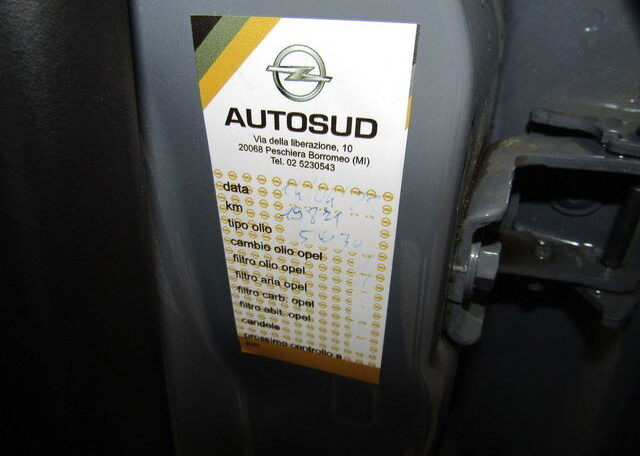 AUTOSUD
Via della liberazione, 10
20068 Peschiera Borromeo (MI)
Tel. 02 5230543
data
km
tipo olio
cambio olio opel
filtro olio opel
filtro aria opel
filtro carb. opel
filtro abit. opel
candele
prossimo controllo a
km